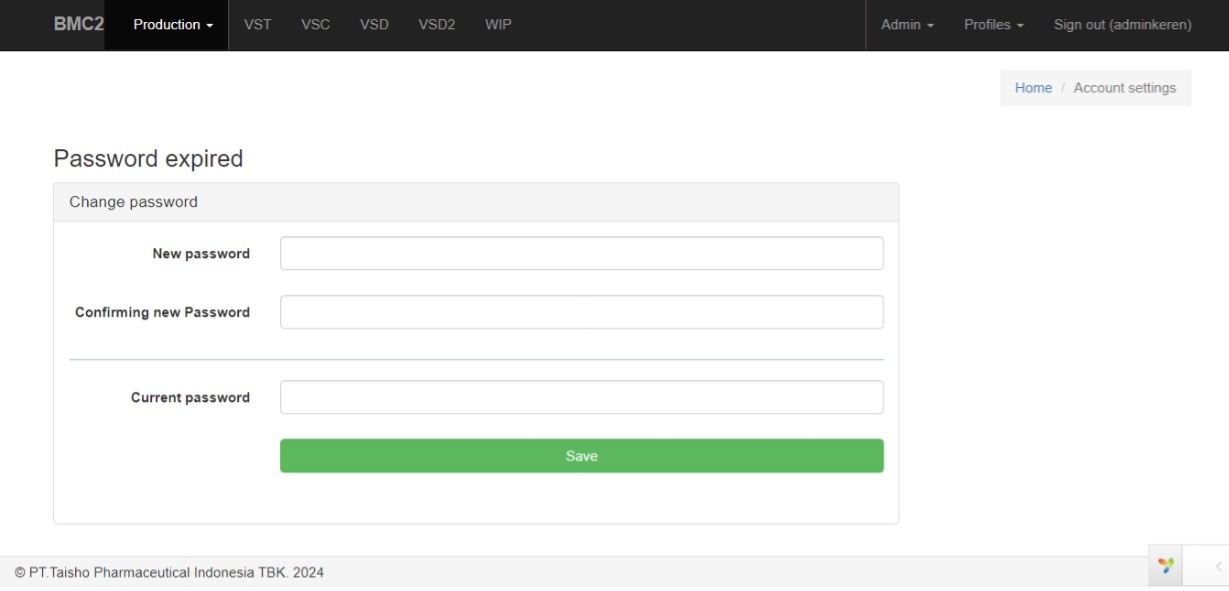 BMC2 Production VST VSC VSD VSD2 WIP Admin Profiles Sign out (adminkeren)
Home / Account settings
Password expired
Change password
New password
Confirming new Password
Current password
Save
© PT.Taisho Pharmaceutical Indonesia TBK. 2024